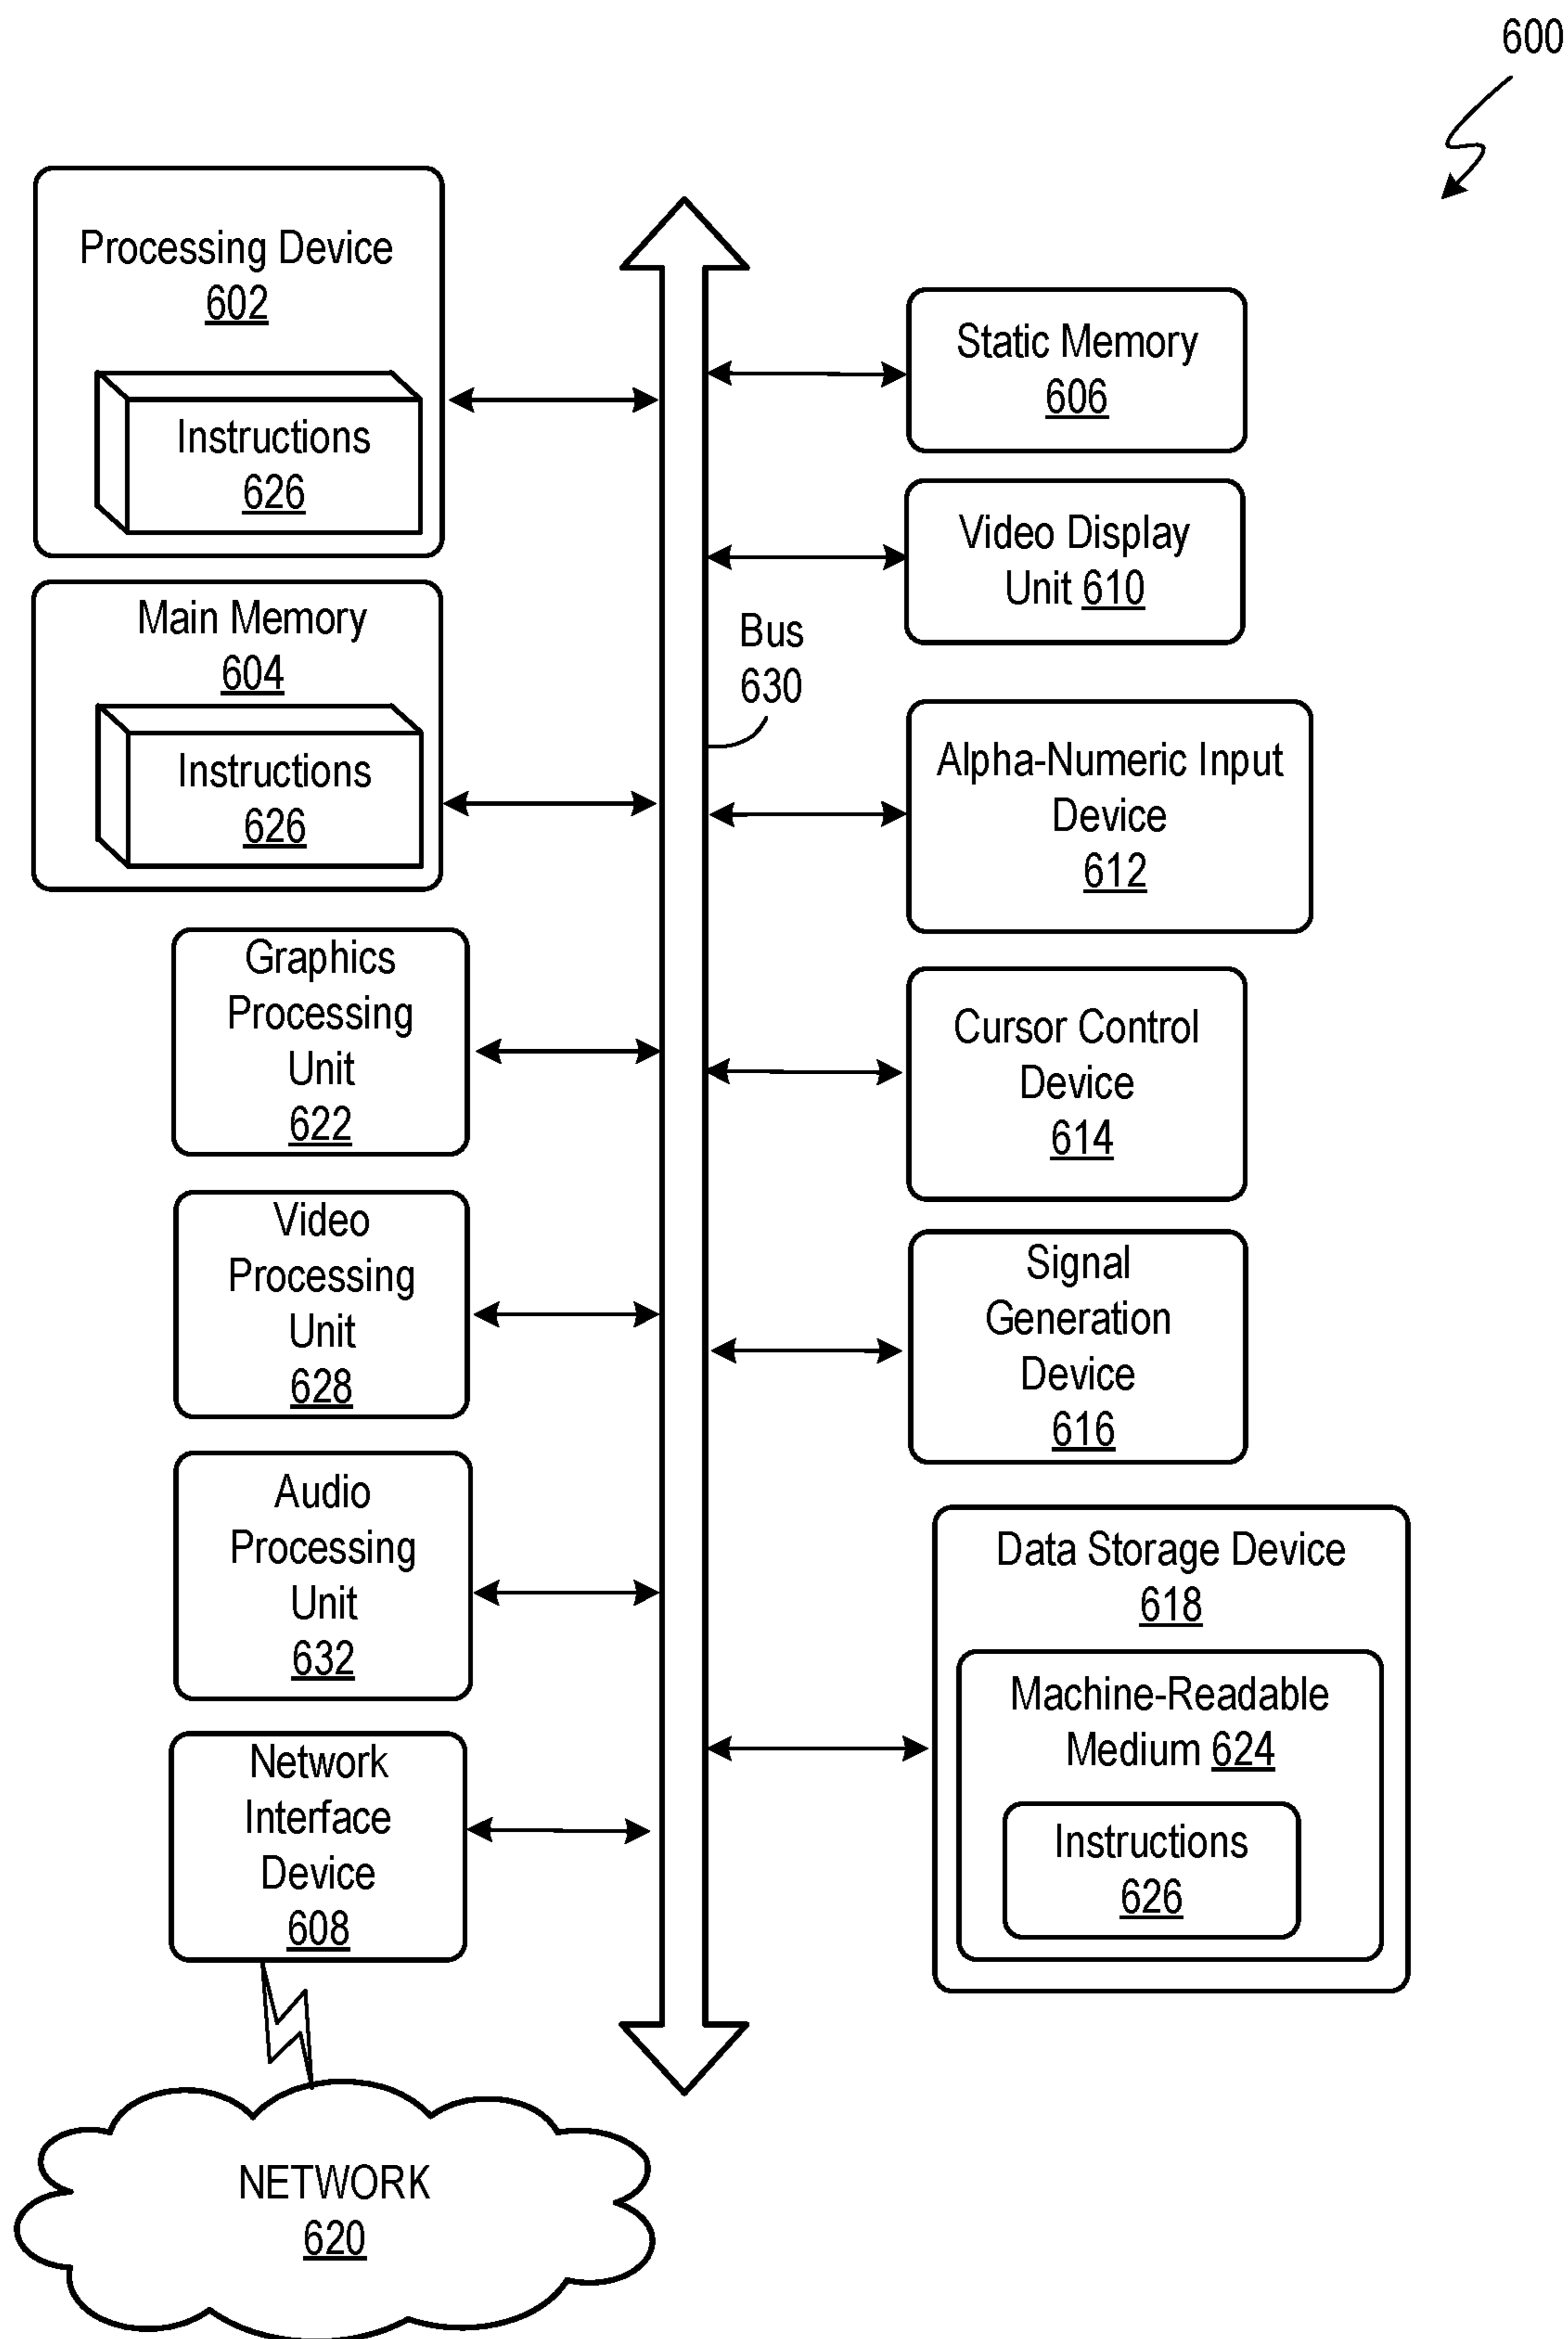 600
Processing Device
602
Instructions
626
Main Memory
604
Instructions
626
Graphics
Processing
Unit
622
Video
Processing
Unit
628
Audio
Processing
Unit
632
Network
Interface
Device
608
NETWORK
620
Bus
630
Static Memory
606
Video Display
Unit 610
Alpha-Numeric Input
Device
612
Cursor Control
Device
614
Signal
Generation
Device
616
Data Storage Device
618
Machine-Readable
Medium 624
Instructions
626